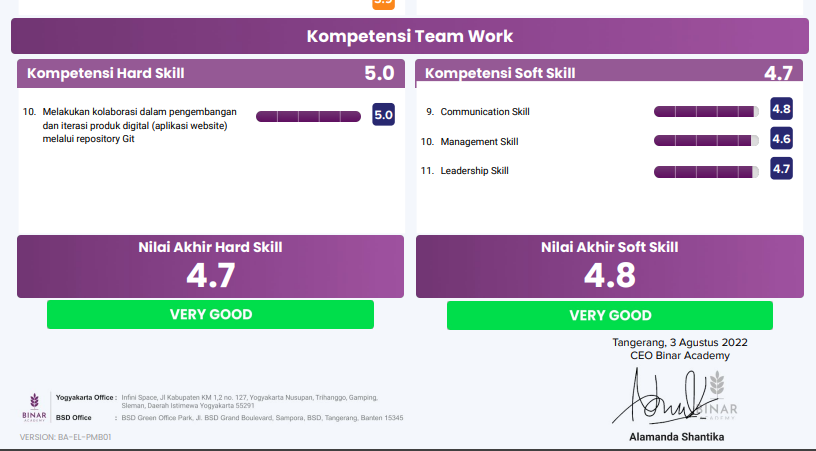 Kompetensi Team Work
Kompetensi Hard Skill 5.0
10. Melakukan kolaborasi dalam pengembangan
dan iterasi produk digital (aplikasi website)
melalui repository Git
5.0
Kompetensi Soft Skill 4.7
9. Communication Skill 4.8
10. Management Skill 4.6
11. Leadership Skill 4.7
Nilai Akhir Hard Skill
4.7
VERY GOOD
Nilai Akhir Soft Skill
4.8
VERY GOOD
Tangerang, 3 Agustus 2022
CEO Binar Academy
BINAR
ACADEMY
Alamanda Shantika
BINAR
ACADEMY
Yogyakarta Office : Infini Space, Jl Kabupaten KM 1,2 no. 127, Yogyakarta Nusupan, Trihanggo, Gamping,
Sleman, Daerah Istimewa Yogyakarta 55291
BSD Office : BSD Green Office Park, Jl. BSD Grand Boulevard, Sampora, BSD, Tangerang, Banten 15345
VERSION: BA-EL-PMB01